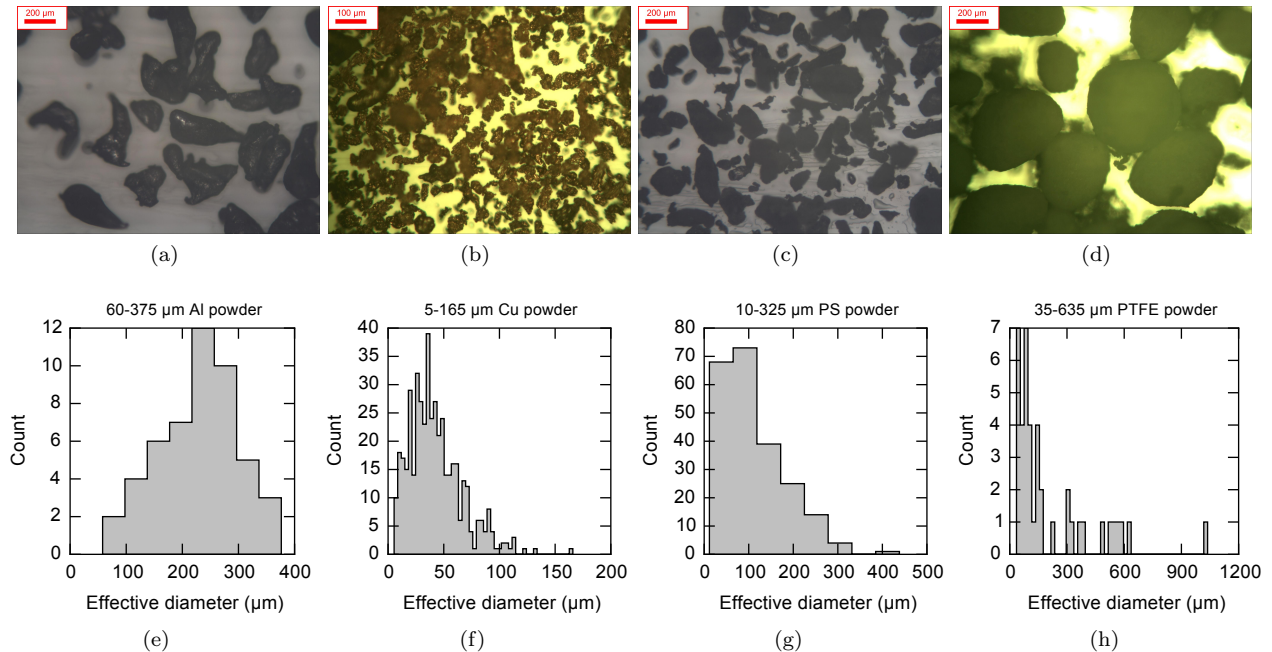 200 µm
100 µm
200 µm
200 µm
(a)
(b)
(c)
(d)
60-375 µm Al powder
12
10
8
6
4
2
0
Count
0 100 200 300 400
Effective diameter (µm)
(e)
5-165 µm Cu powder
40
35
30
25
20
15
10
5
0
Count
0 100 200
Effective diameter (µm)
(f)
10-325 µm PS powder
80
70
60
50
40
30
20
10
0
Count
0 100 200 300 400 500
Effective diameter (µm)
(g)
35-635 µm PTFE powder
7
6
5
4
3
2
1
0
Count
0 300 600 900 1200
Effective diameter (µm)
(h)